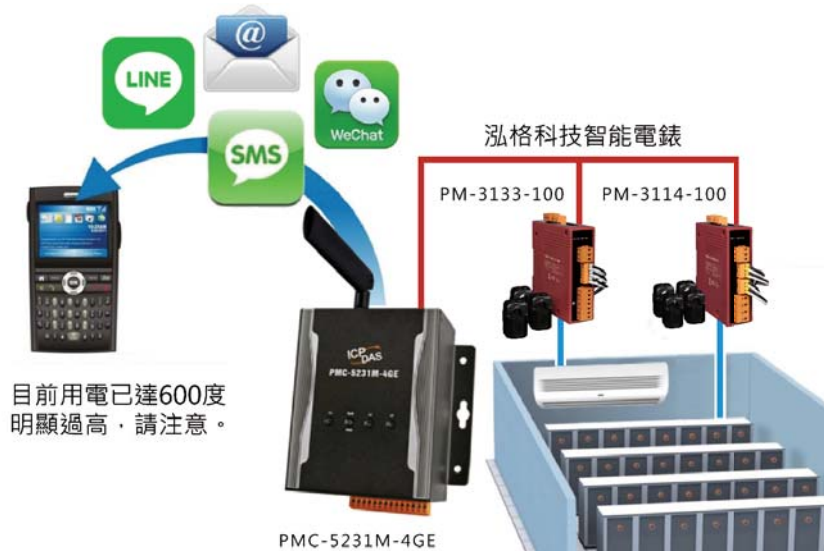 @
LINE
WeChat
SMS
泓格科技智能電錶
PM-3133-100
PM-3114-100
ICP DAS
PMC-5231M-4GE
目前用電已達600度
明顯過高，請注意。
PMC-5231M-4GE